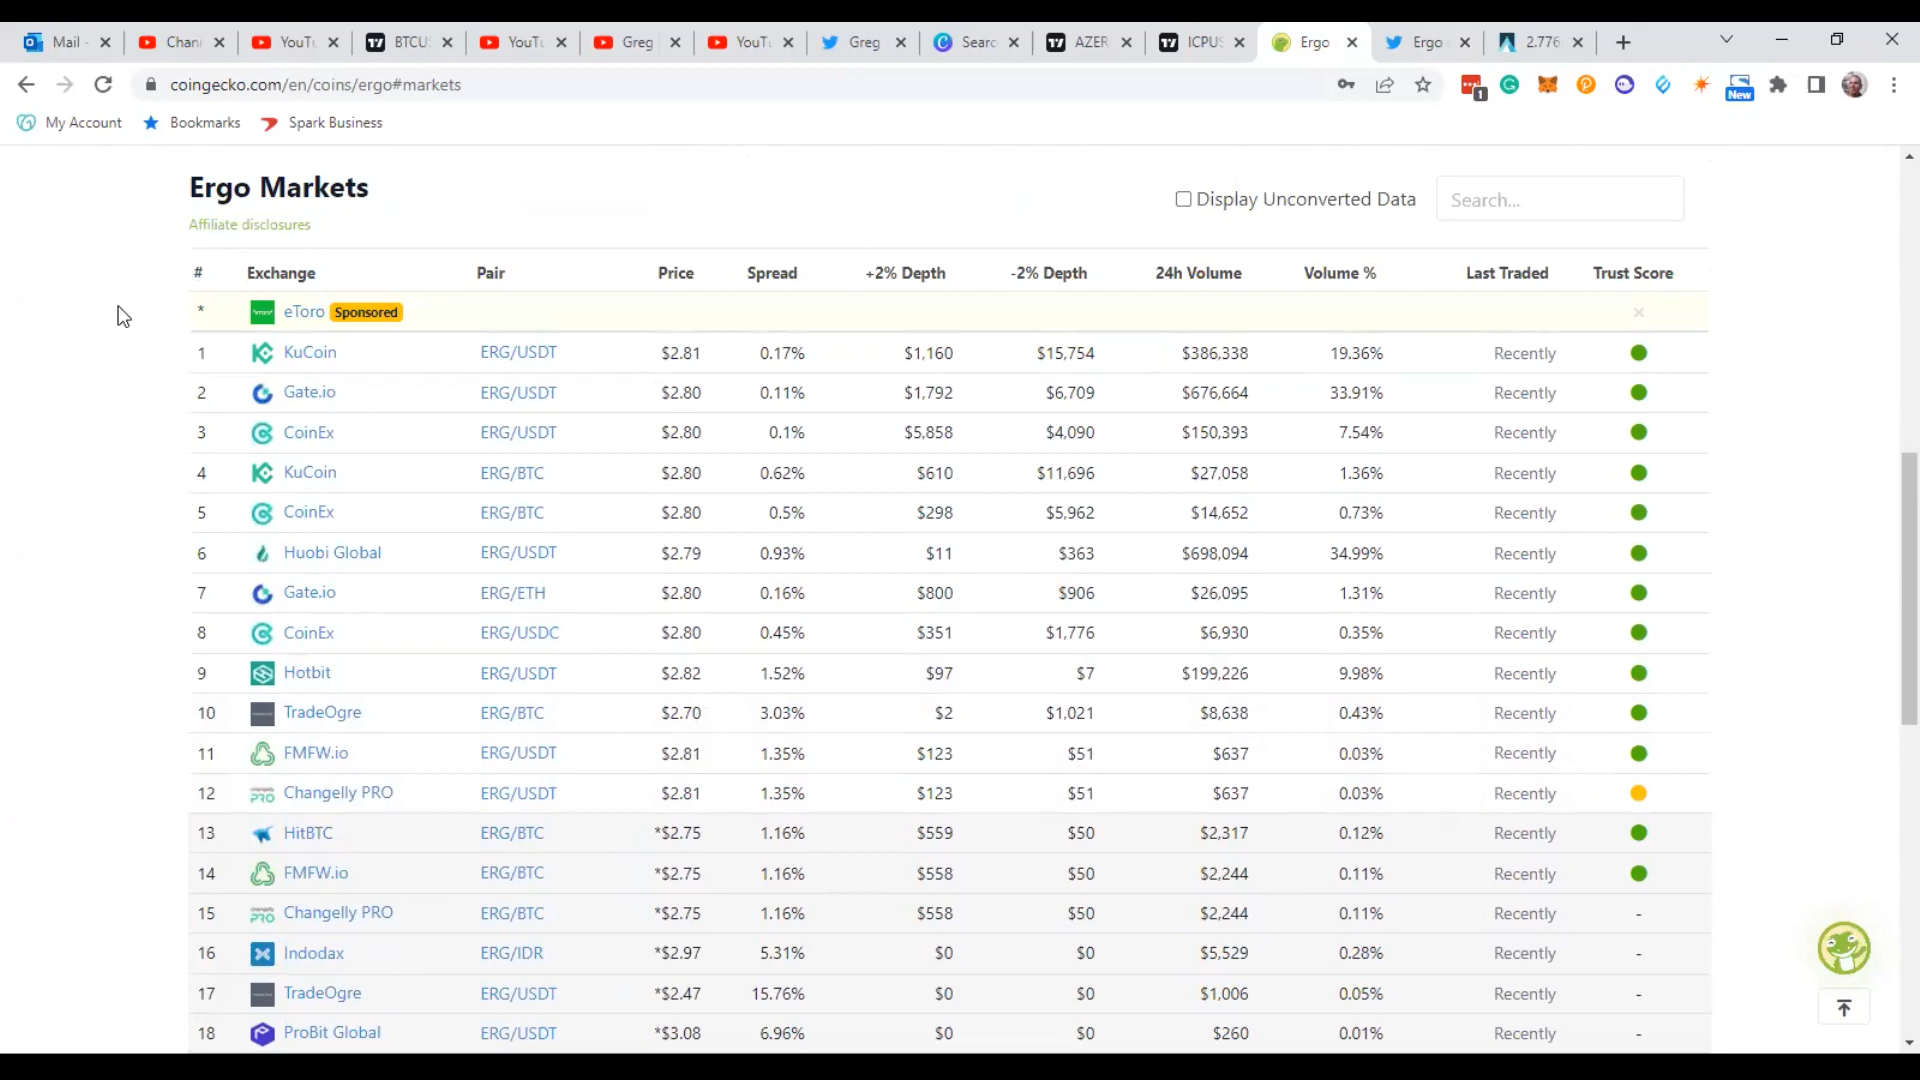 Mail - Chan YouTu BTCU YouTu Greg YouTu Greg Searc AZER ICPUS Ergo Ergo 2.776
coingecko.com/en/coins/ergo#markets 1 New
My Account Bookmarks Spark Business
Ergo Markets
Affiliate disclosures
Display Unconverted Data
Search...
# Exchange Pair Price Spread +2% Depth -2% Depth 24h Volume Volume % Last Traded Trust Score
* eToro Sponsored
1 KuCoin ERG/USDT $2.81 0.17% $1,160 $15,754 $386,338 19.36% Recently
2 Gate.io ERG/USDT $2.80 0.11% $1,792 $6,709 $676,664 33.91% Recently
3 CoinEx ERG/USDT $2.80 0.1% $5,858 $4,090 $150,393 7.54% Recently
4 KuCoin ERG/BTC $2.80 0.62% $610 $11,696 $27,058 1.36% Recently
5 CoinEx ERG/BTC $2.80 0.5% $298 $5,962 $14,652 0.73% Recently
6 Huobi Global ERG/USDT $2.79 0.93% $11 $363 $698,094 34.99% Recently
7 Gate.io ERG/ETH $2.80 0.16% $800 $906 $26,095 1.31% Recently
8 CoinEx ERG/USDC $2.80 0.45% $351 $1,776 $6,930 0.35% Recently
9 Hotbit ERG/USDT $2.82 1.52% $97 $7 $199,226 9.98% Recently
10 TradeOgre ERG/BTC $2.70 3.03% $2 $1,021 $8,638 0.43% Recently
11 FMFW.io ERG/USDT $2.81 1.35% $123 $51 $637 0.03% Recently
12 Changelly PRO ERG/USDT $2.81 1.35% $123 $51 $637 0.03% Recently
13 HitBTC ERG/BTC *$2.75 1.16% $559 $50 $2,317 0.12% Recently
14 FMFW.io ERG/BTC *$2.75 1.16% $558 $50 $2,244 0.11% Recently
15 Changelly PRO ERG/BTC *$2.75 1.16% $558 $50 $2,244 0.11% Recently -
16 Indodax ERG/IDR *$2.97 5.31% $0 $0 $5,529 0.28% Recently -
17 TradeOgre ERG/USDT *$2.47 15.76% $0 $0 $1,006 0.05% Recently -
18 ProBit Global ERG/USDT *$3.08 6.96% $0 $0 $260 0.01% Recently -